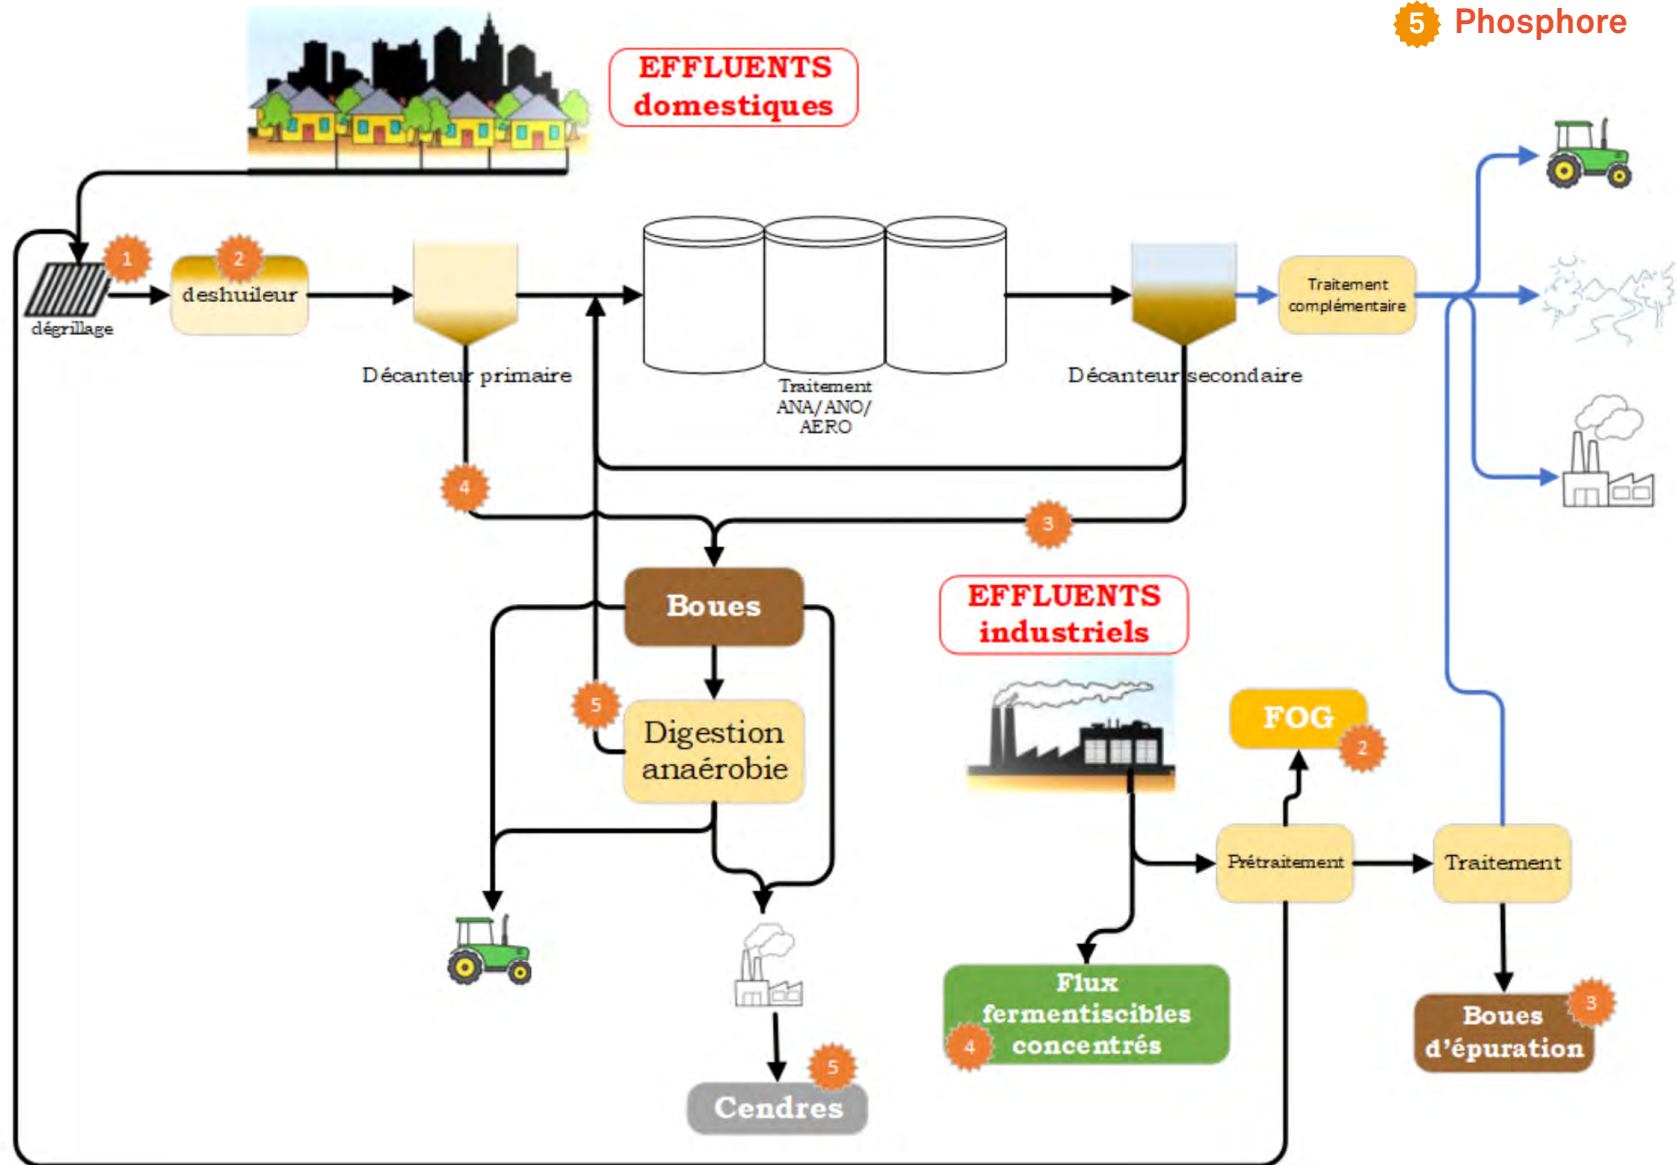 5 Phosphore
EFFLUENTS
domestiques
1
2
deshuileur
dégrillage
Décanteur primaire
Traitement
ANA/ANO/
AERO
Décanteur secondaire
Traitement
complémentaire
4
3
Boues
EFFLUENTS
industriels
5
Digestion
anaérobie
FOG
2
Prétraitement
Traitement
Flux
fermentiscibles
concentrés
4
3
Boues
d'épuration
5
Cendres